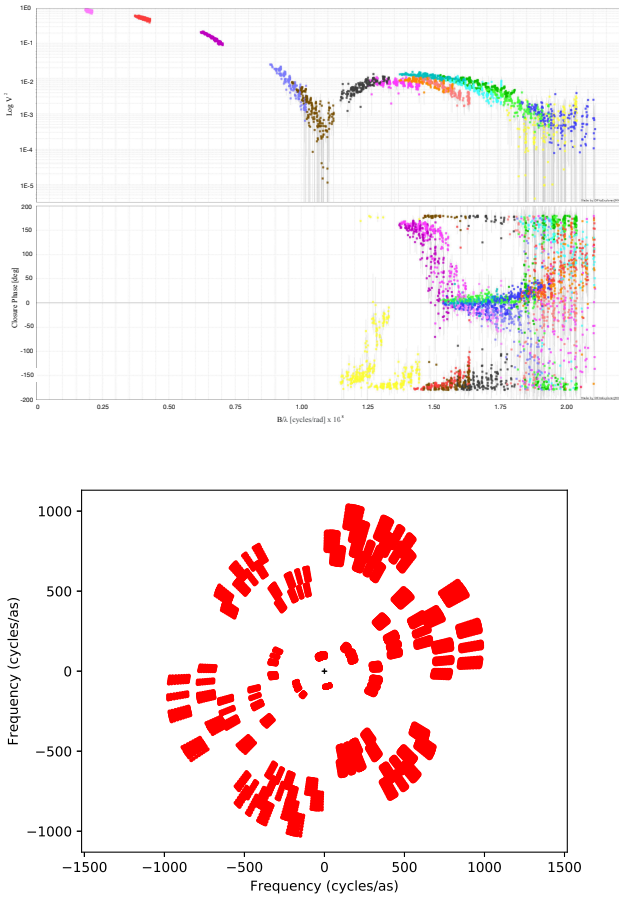 1E0
1E-1
1E-2
1E-3
1E-4
1E-5
Log V²
200
150
100
50
0
-50
-100
-150
-200
Closure Phase [deg]
0
0.25
0.50
0.75
1.00
1.25
1.50
1.75
2.00
B/λ [cycles/rad] x 10⁸
1000
500
0
−500
−1000
Frequency (cycles/as)
−1500
−1000
−500
0
500
1000
1500
Frequency (cycles/as)